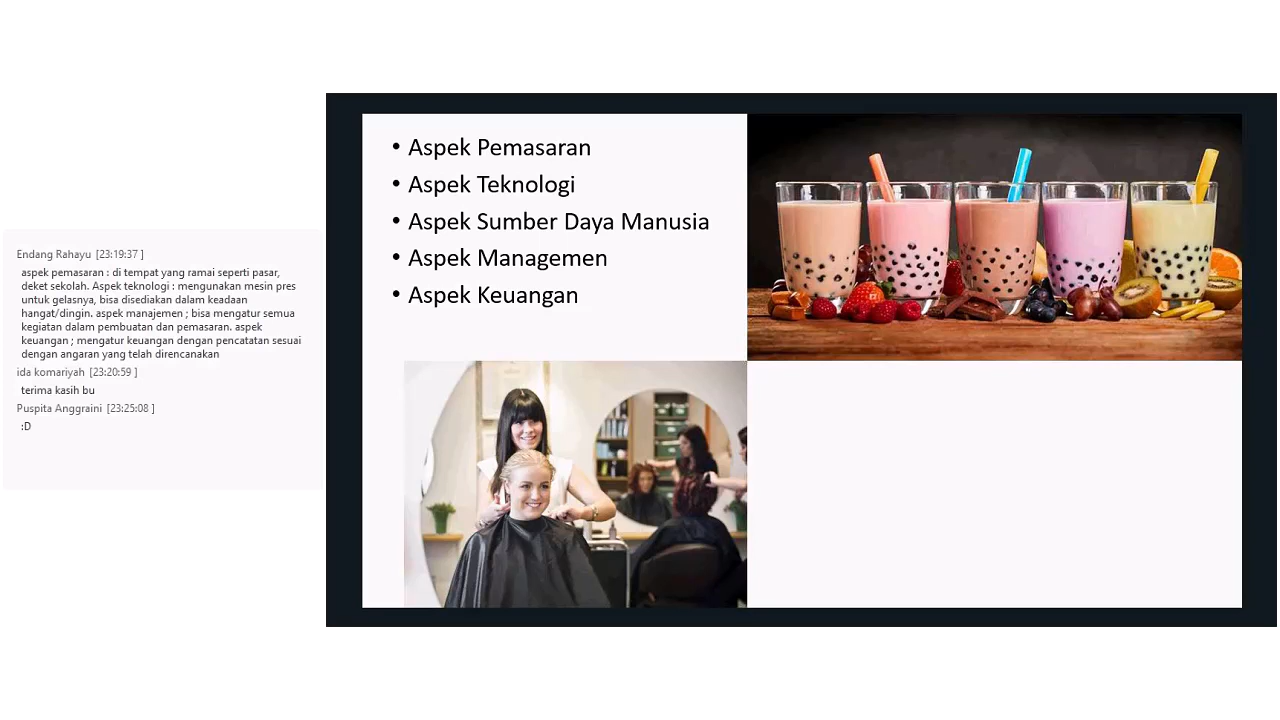 Endang Rahayu [23:19:37 ]
aspek pemasaran : di tempat yang ramai seperti pasar,
deket sekolah. Aspek teknologi : mengunakan mesin pres
untuk gelasnya, bisa disediakan dalam keadaan
hangat/dingin. aspek manajemen ; bisa mengatur semua
kegiatan dalam pembuatan dan pemasaran. aspek
keuangan ; mengatur keuangan dengan pencatatan sesuai
dengan angaran yang telah direncanakan
ida komariyah [23:20:59 ]
terima kasih bu
Puspita Anggraini [23:25:08 ]
:D
• Aspek Pemasaran
• Aspek Teknologi
• Aspek Sumber Daya Manusia
• Aspek Managemen
• Aspek Keuangan